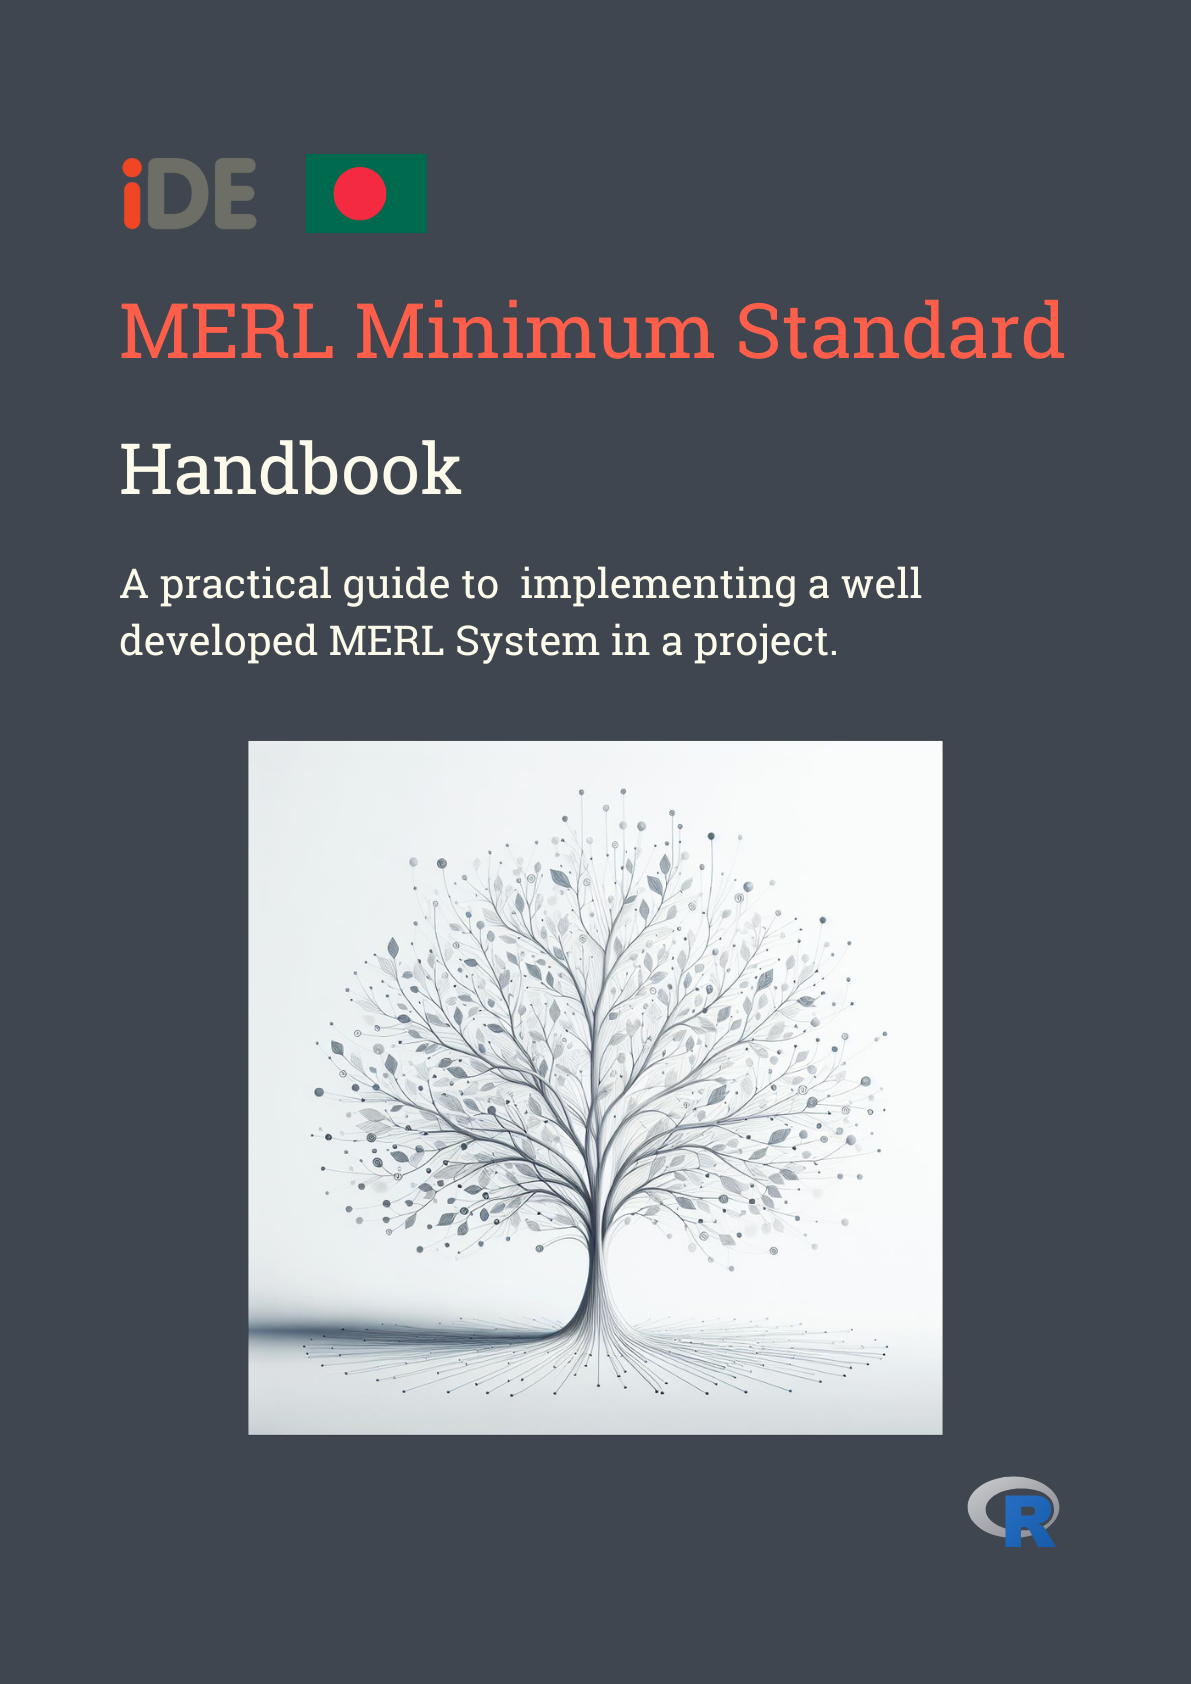 iDE
MERL Minimum Standard
Handbook
A practical guide to  implementing a well
developed MERL System in a project.
R